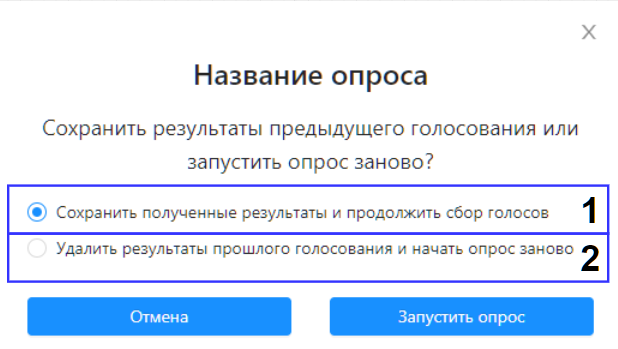 Название опроса
Сохранить результаты предыдущего голосования или
запустить опрос заново?
Сохранить полученные результаты и продолжить сбор голосов 1
Удалить результаты прошлого голосования и начать опрос заново 2
Отмена Запустить опрос